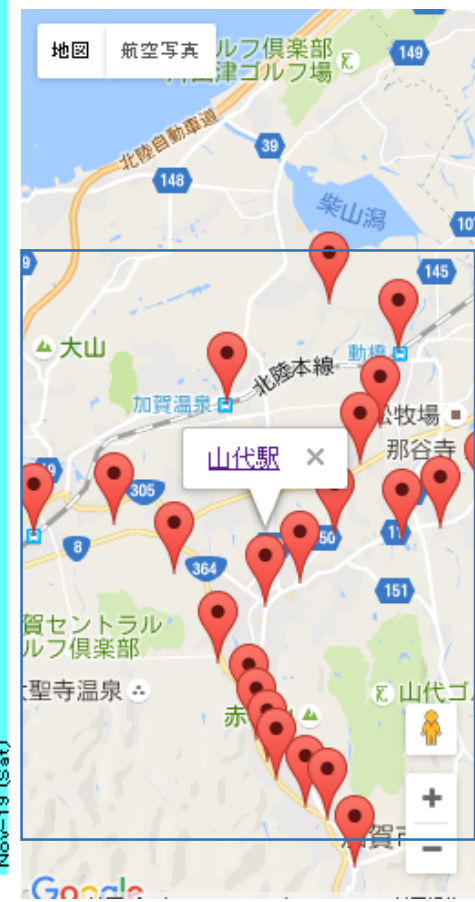 地図
航空写真
ルフ倶楽部
津ゴルフ場
149
北陸自動車道
39
148
柴山潟
145
大山
動橋
北陸本線
加賀温泉
牧場
那谷寺
山代駅 ×
305
8
364
151
賀セントラル
ルフ倶楽部
聖寺温泉
山代ゴ
赤
賀
+
−
Nov-19 (Sat)